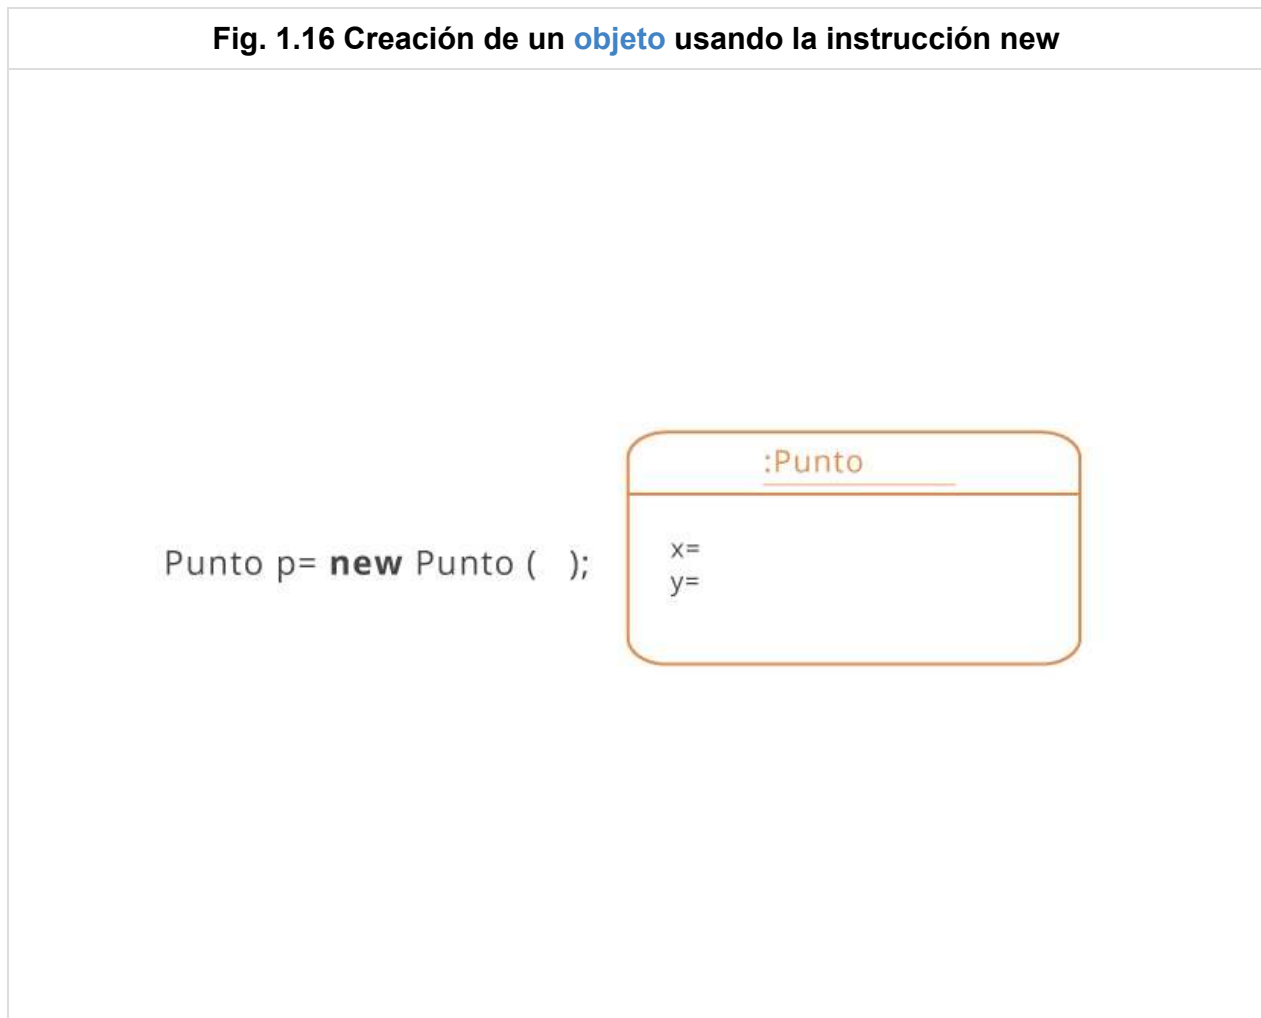 Fig. 1.16 Creación de un objeto usando la instrucción new
:Punto
Punto p= new Punto (  );
x=
y=